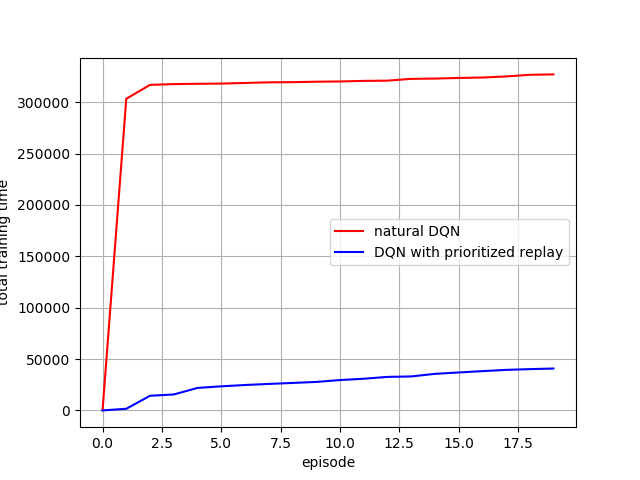 300000
250000
200000
150000
100000
50000
0
total training time
natural DQN
DQN with prioritized replay
0.0 2.5 5.0 7.5 10.0 12.5 15.0 17.5
episode